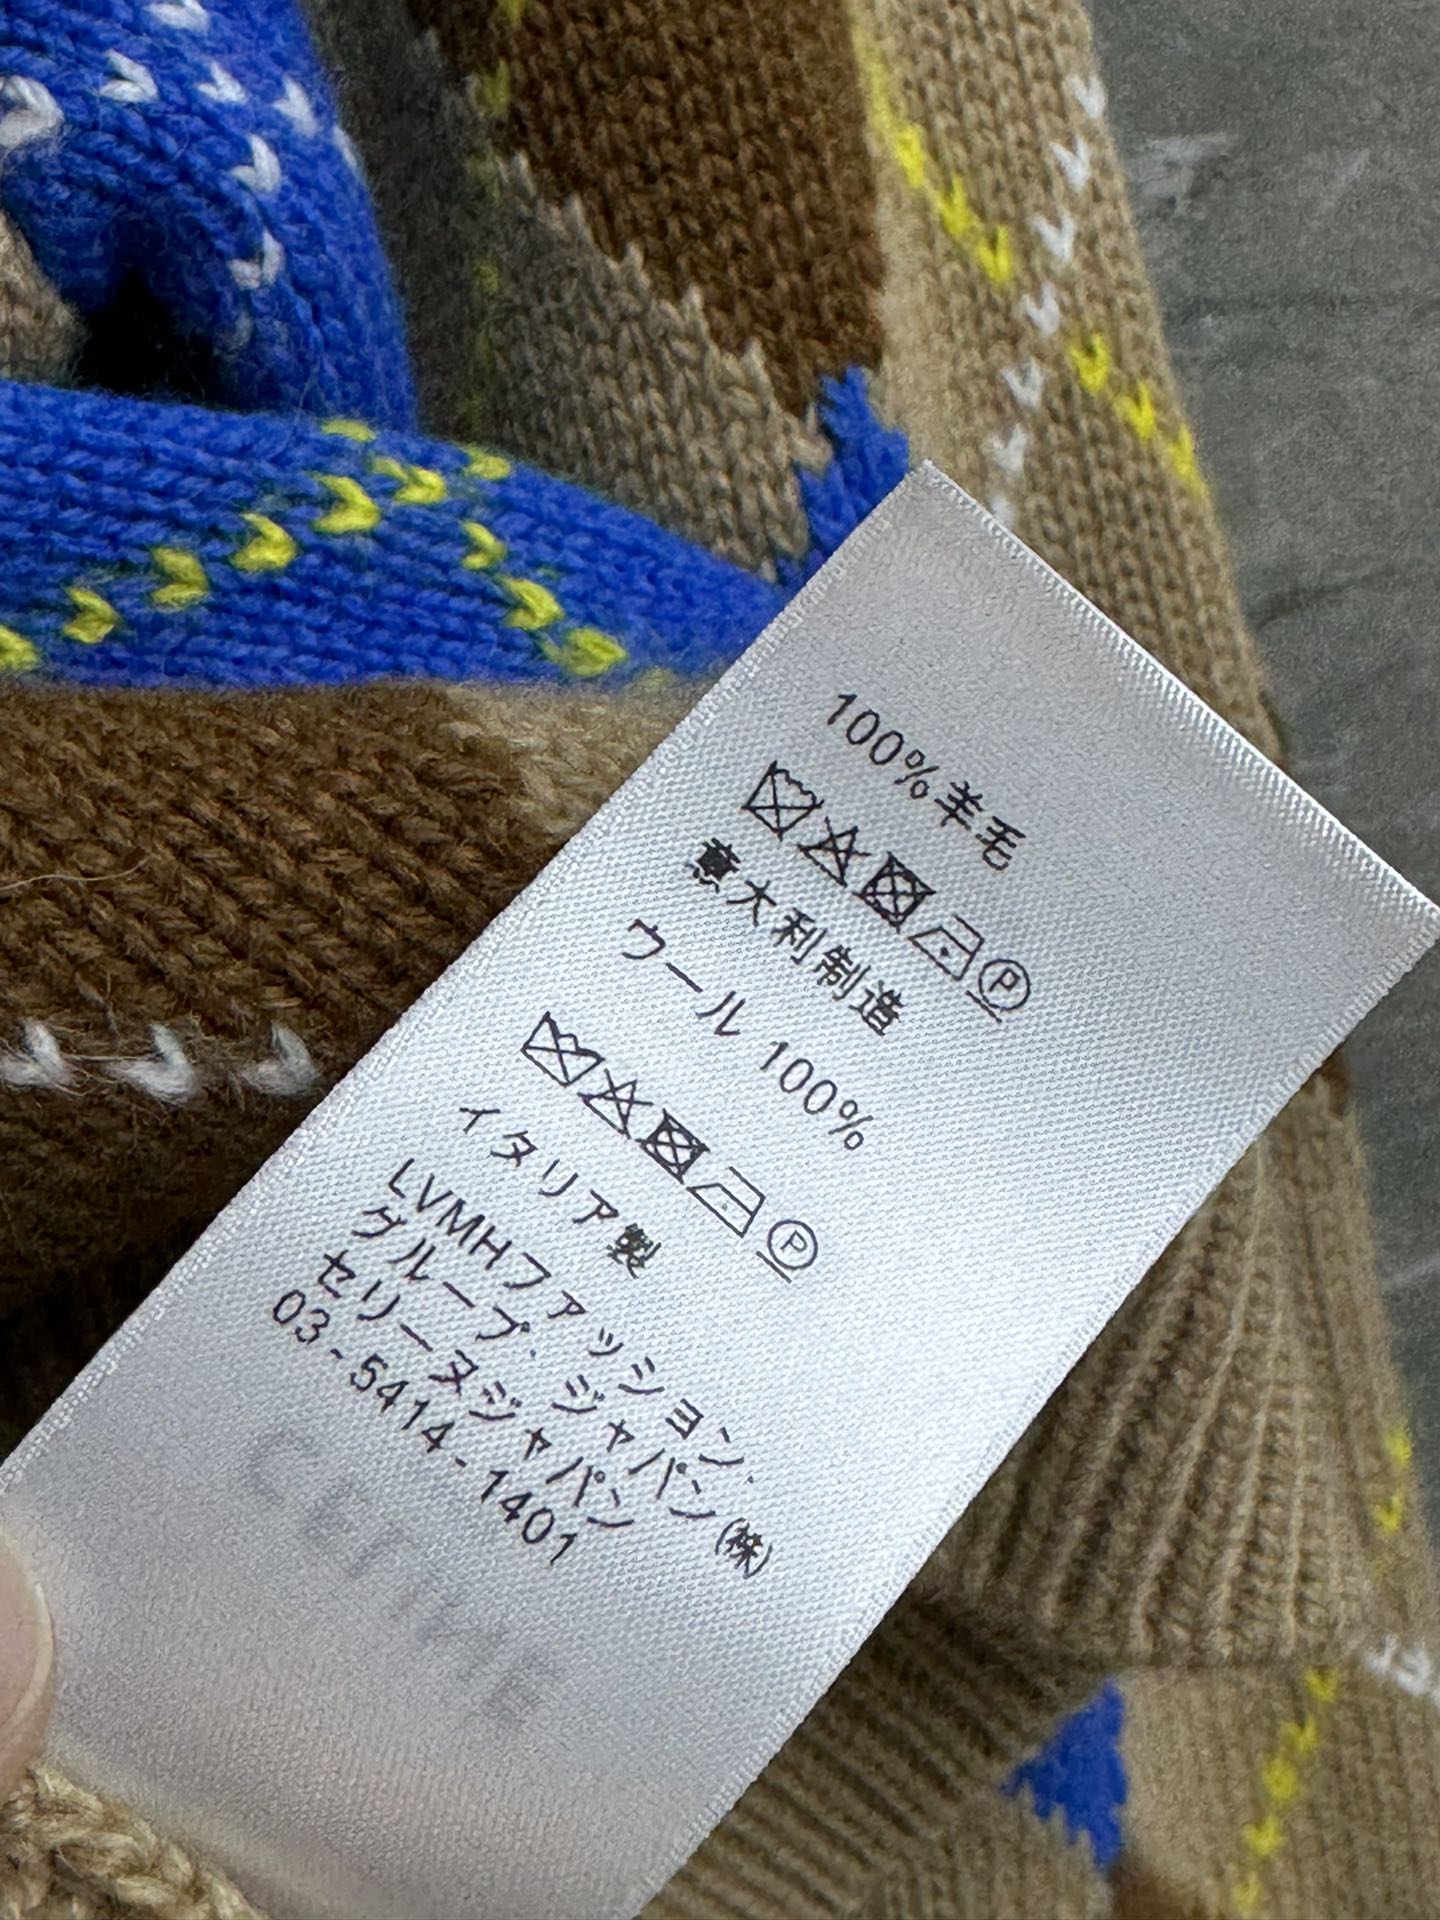 100%羊毛
P
意大利制造
ウール 100%
P
イタリア製
LVMHファッション.
グループ. ジャパン(株)
セリーヌジャパン
03-5414-1401
CELINE